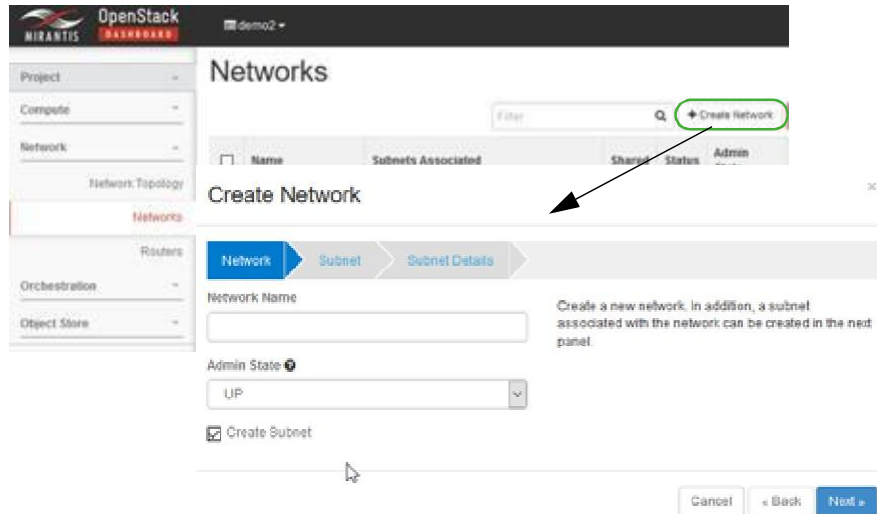 MIRANTIS
OpenStack
DASHBOARD
demo2
Project
Compute
Network
Network Topology
Networks
Routers
Orchestration
Object Store
Networks
Filter
+Create Network
Name
Subnets Associated
Shared
Status
Admin
Create Network
Network
Subnet
Subnet Details
Network Name
Create a new network. In addition, a subnet
associated with the network can be created in the next
panel.
Admin State
UP
Create Subnet
Cancel
« Back
Next »